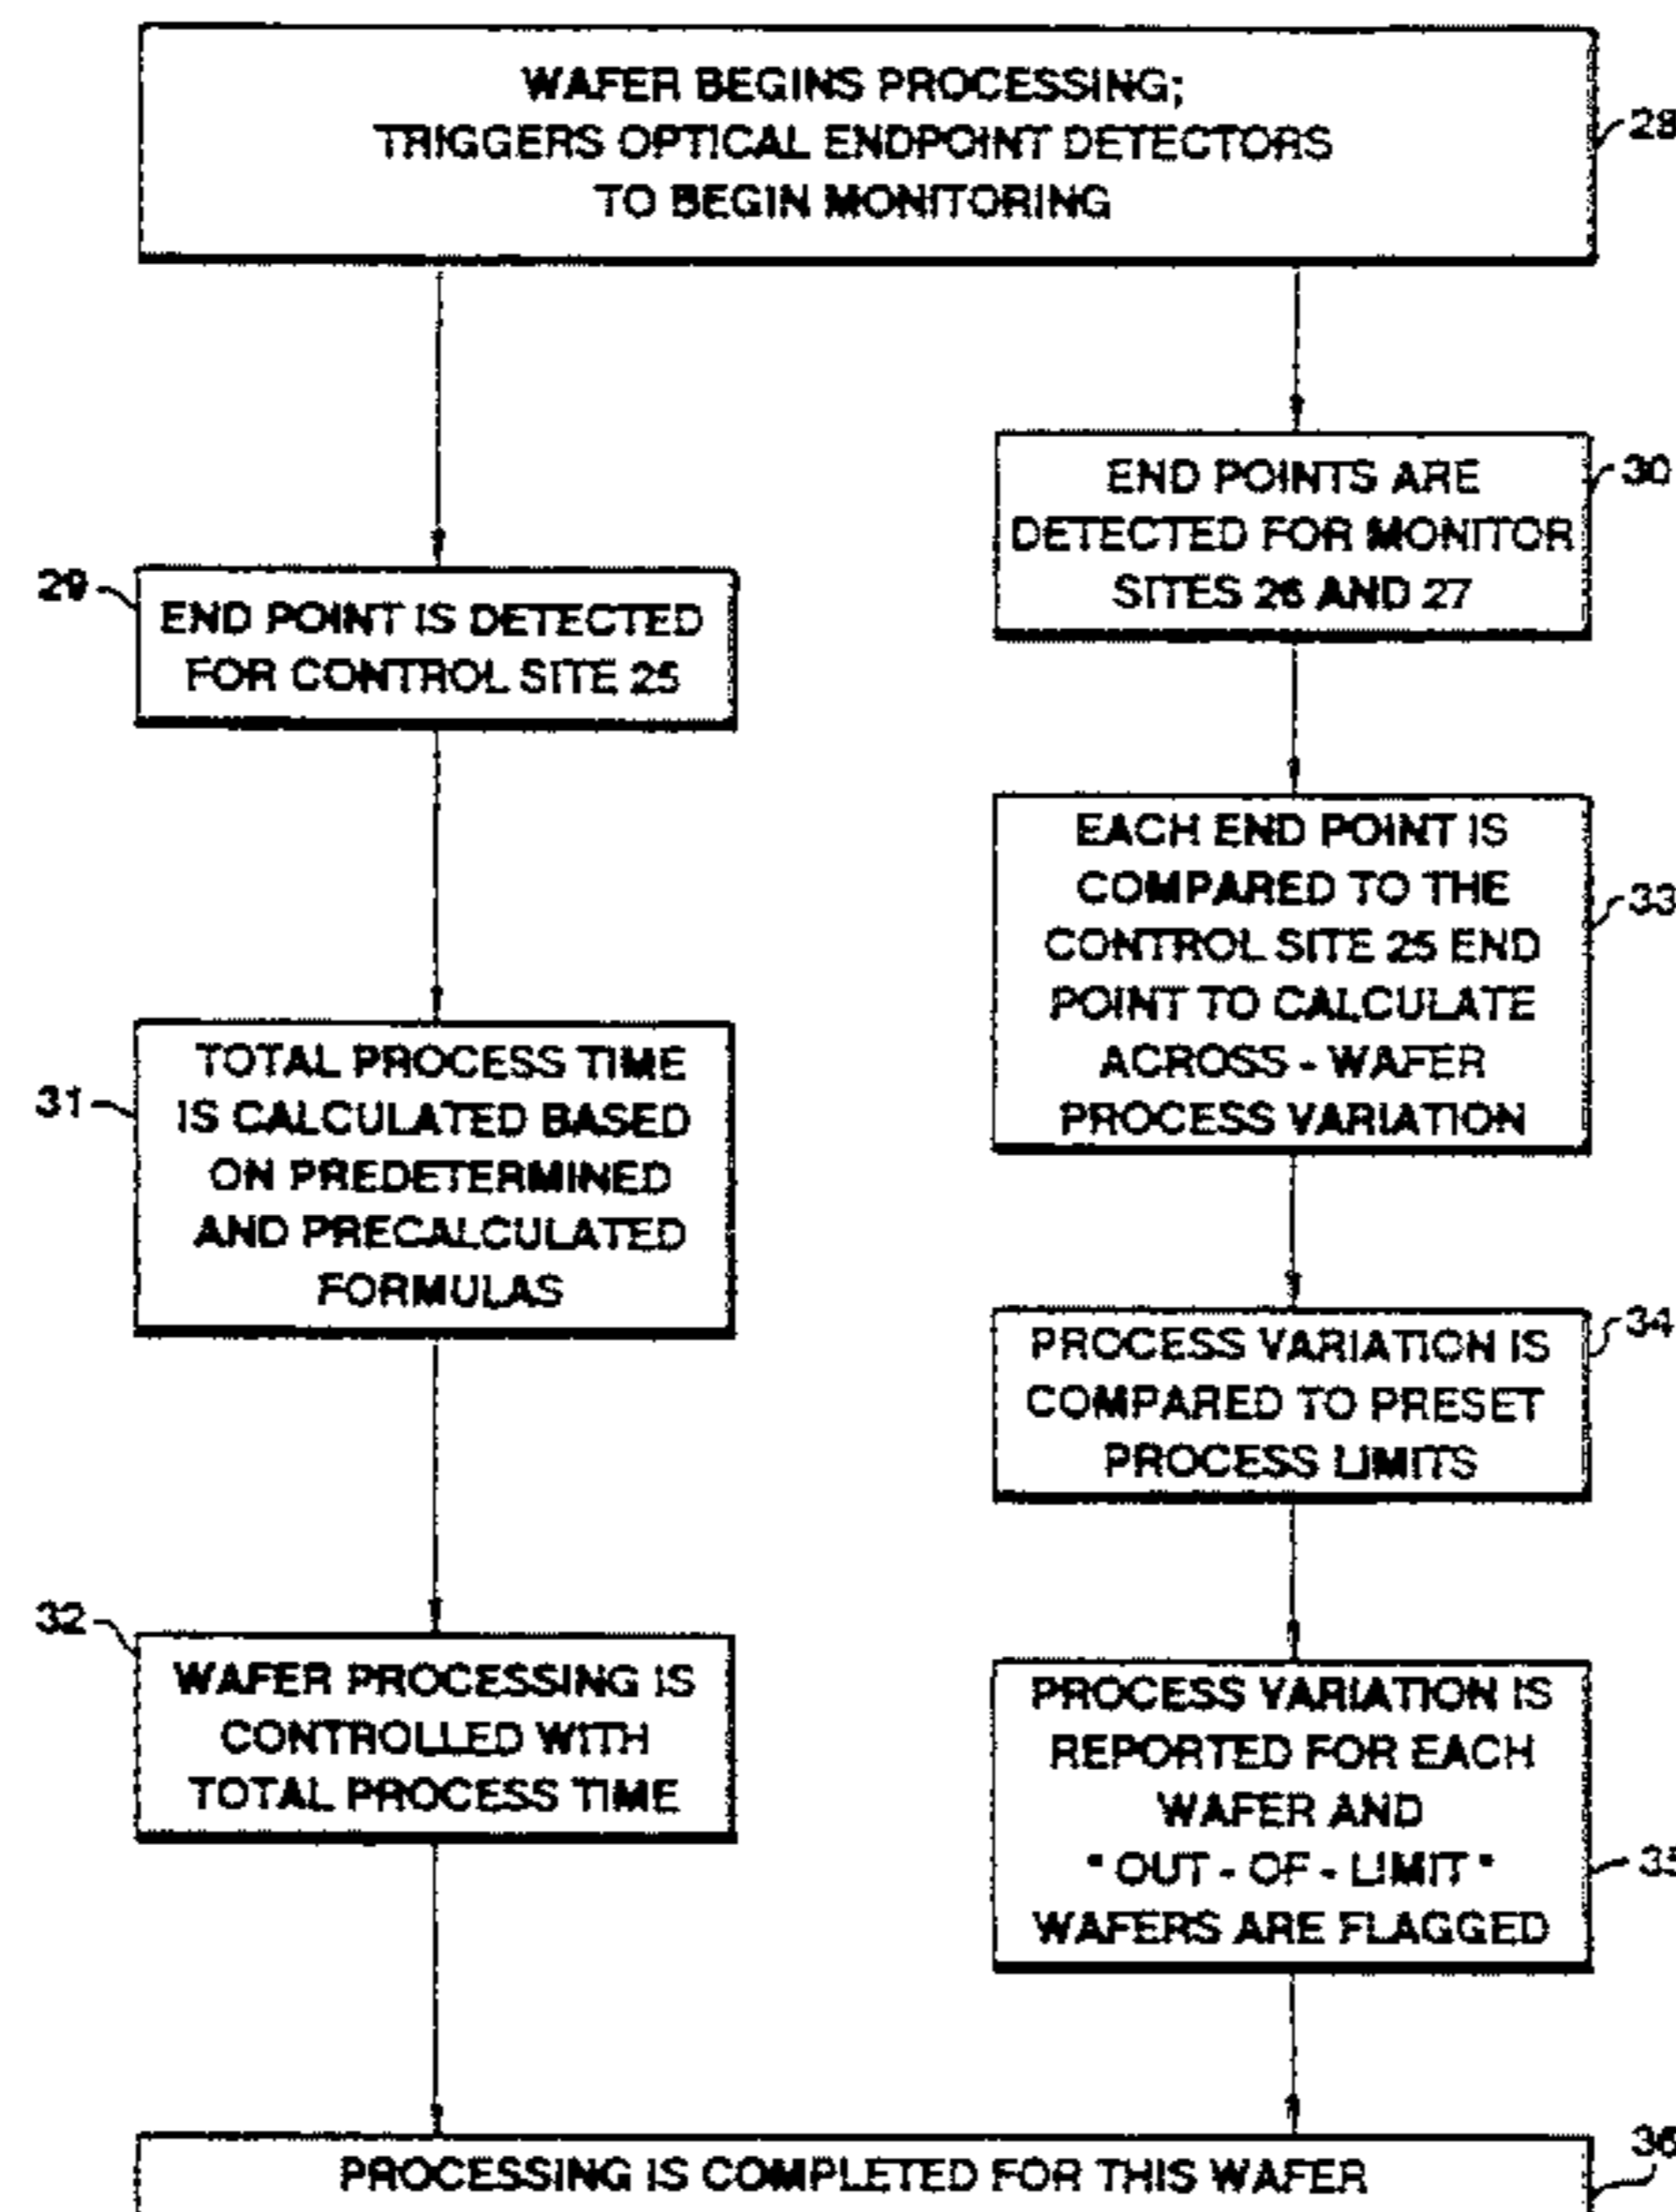 WAFER BEGINS PROCESSING;
TRIGGERS OPTICAL ENDPOINT DETECTORS
TO BEGIN MONITORING
28
END POINTS ARE
DETECTED FOR MONITOR
SITES 26 AND 27
30
29
END POINT IS DETECTED
FOR CONTROL SITE 25
EACH END POINT IS
COMPARED TO THE
CONTROL SITE 25 END
POINT TO CALCULATE
ACROSS - WAFER
PROCESS VARIATION
33
31
TOTAL PROCESS TIME
IS CALCULATED BASED
ON PREDETERMINED
AND PRECALCULATED
FORMULAS
PROCESS VARIATION IS
COMPARED TO PRESET
PROCESS LIMITS
34
32
WAFER PROCESSING IS
CONTROLLED WITH
TOTAL PROCESS TIME
PROCESS VARIATION IS
REPORTED FOR EACH
WAFER AND
" OUT - OF - LIMIT "
WAFERS ARE FLAGGED
35
PROCESSING IS COMPLETED FOR THIS WAFER
36